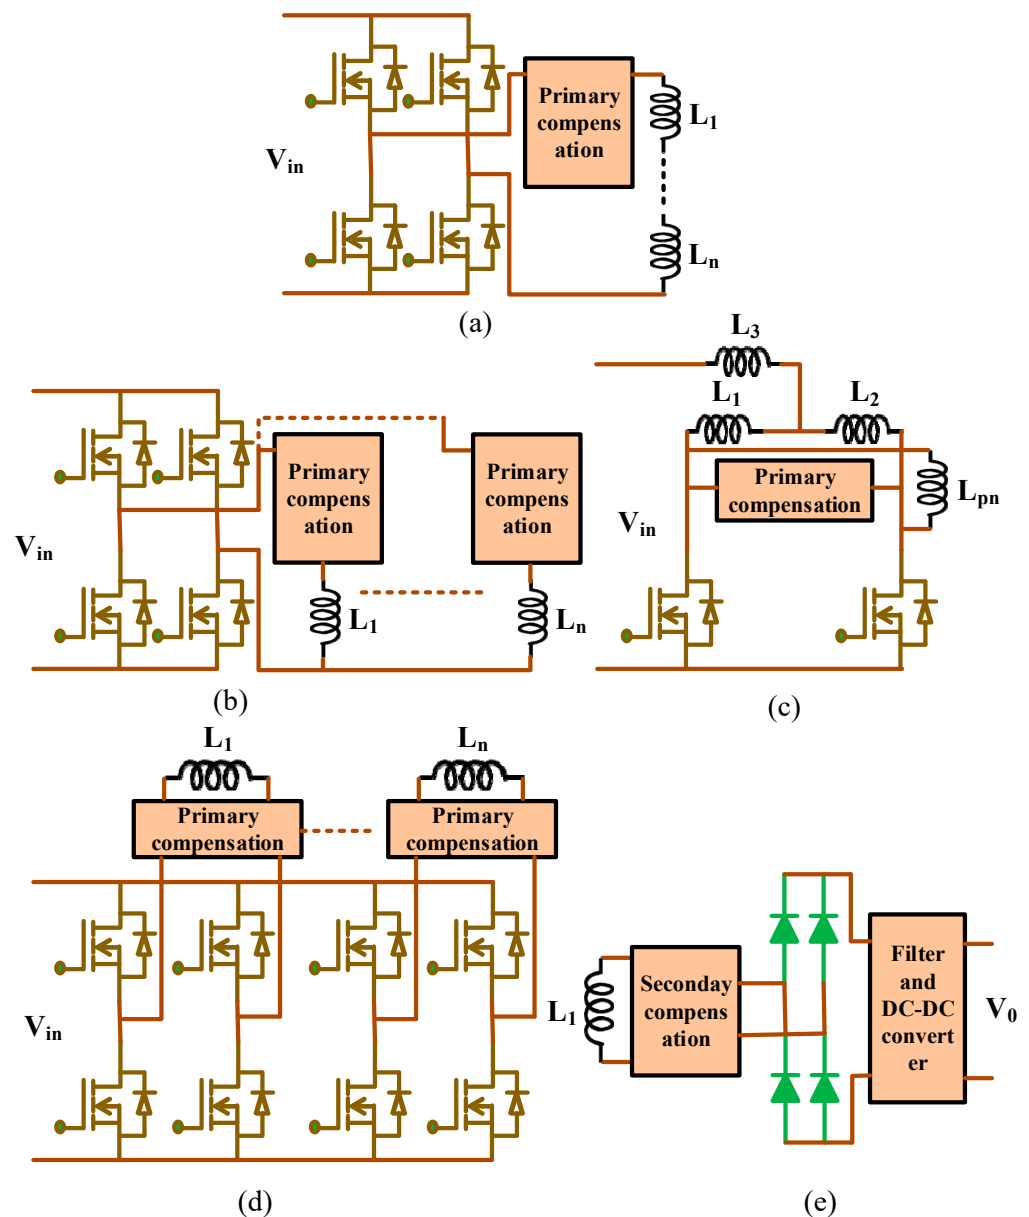 Primary
compens
ation
L1
Vin
Ln
(a)
L3
L1
L2
Primary
compens
ation
Primary
compens
ation
Primary
compensation
Lpn
Vin
Vin
L1
Ln
(b)
(c)
L1
Ln
Primary
compensation
Primary
compensation
Vin
L1
Seconday
compens
ation
Filter
and
DC-DC
convert
er
V0
(d)
(e)